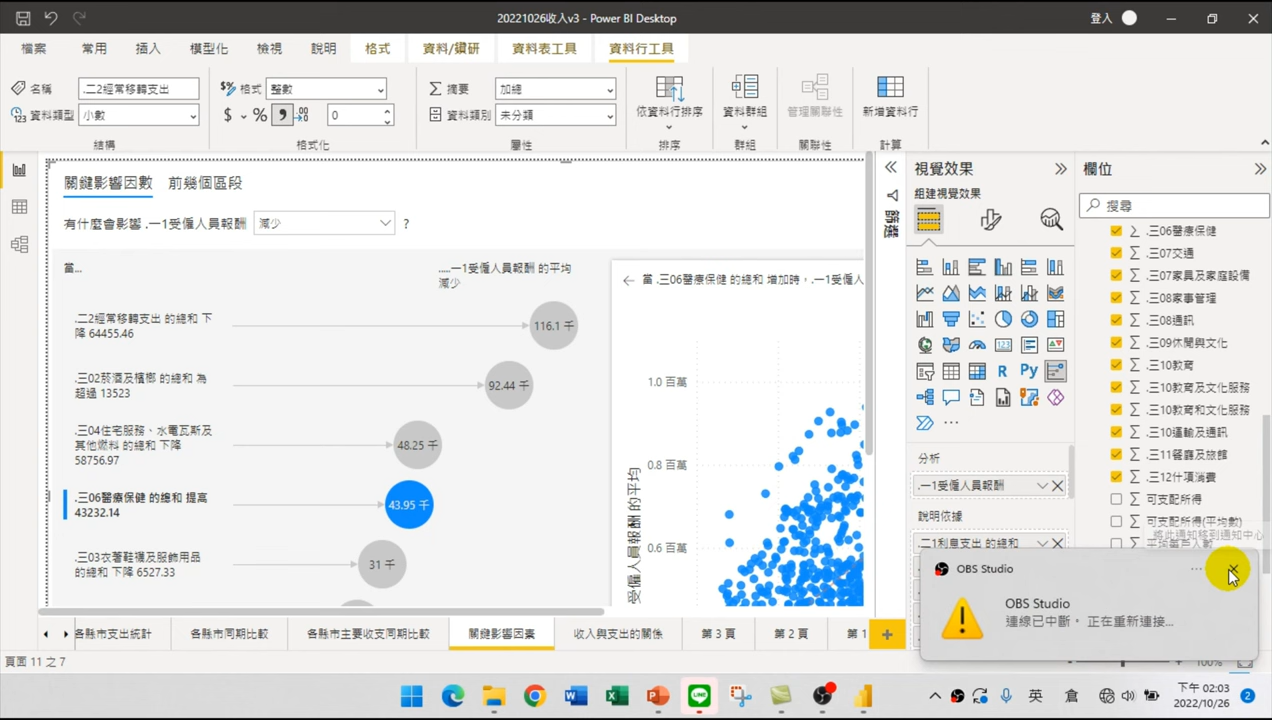 20221026收入v3 - Power BI Desktop
登入
檔案
常用
插入
模型化
檢視
說明
格式
資料/鑽研
資料表工具
資料行工具
名稱
.二2經常移轉支出
資料類型
小數
格式
整數
$
%
0
摘要
加總
資料類別
未分類
依資料行排序
資料群組
管理關聯性
新增資料行
結構
格式化
屬性
排序
群組
關聯性
計算
關鍵影響因數
前幾個區段
有什麼會影響 .一1受僱人員報酬
減少
?
當...
.....一1受僱人員報酬 的平均
減少
.二2經常移轉支出 的總和 下
降 64455.46
116.1 千
.三02菸酒及檳榔 的總和 為
超過 13523
92.44 千
.三04住宅服務、水電瓦斯及
其他燃料 的總和 下降
58756.97
48.25 千
.三06醫療保健 的總和 提高
43232.14
43.95 千
.三03衣著鞋襪及服飾用品
的總和 下降 6527.33
31 千
當 .三06醫療保健 的總和 增加時，.一1受僱人
1.0 百萬
0.8 百萬
0.6 百萬
受僱人員報酬 的平均
篩選
視覺效果
組建視覺效果
R
Py
123
分析
.一1受僱人員報酬
說明依據
.二1利息支出 的總和
欄位
搜尋
.三06醫療保健
.三07交通
.三07家具及家庭設備
.三08家事管理
.三08通訊
.三09休閒與文化
.三10教育
.三10教育及文化服務
.三10教育和文化服務
.三10運輸及通訊
.三11餐廳及旅館
.三12什項消費
可支配所得
可支配所得(平均數)
平均每戶人數
將此通知移到通知中心
OBS Studio
OBS Studio
連線已中斷。 正在重新連接...
各縣市支出統計
各縣市同期比較
各縣市主要收支同期比較
關鍵影響因素
收入與支出的關係
第 3 頁
第 2 頁
第 1
頁面 11 之 7
100%
英
倉
下午 02:03
2022/10/26
2